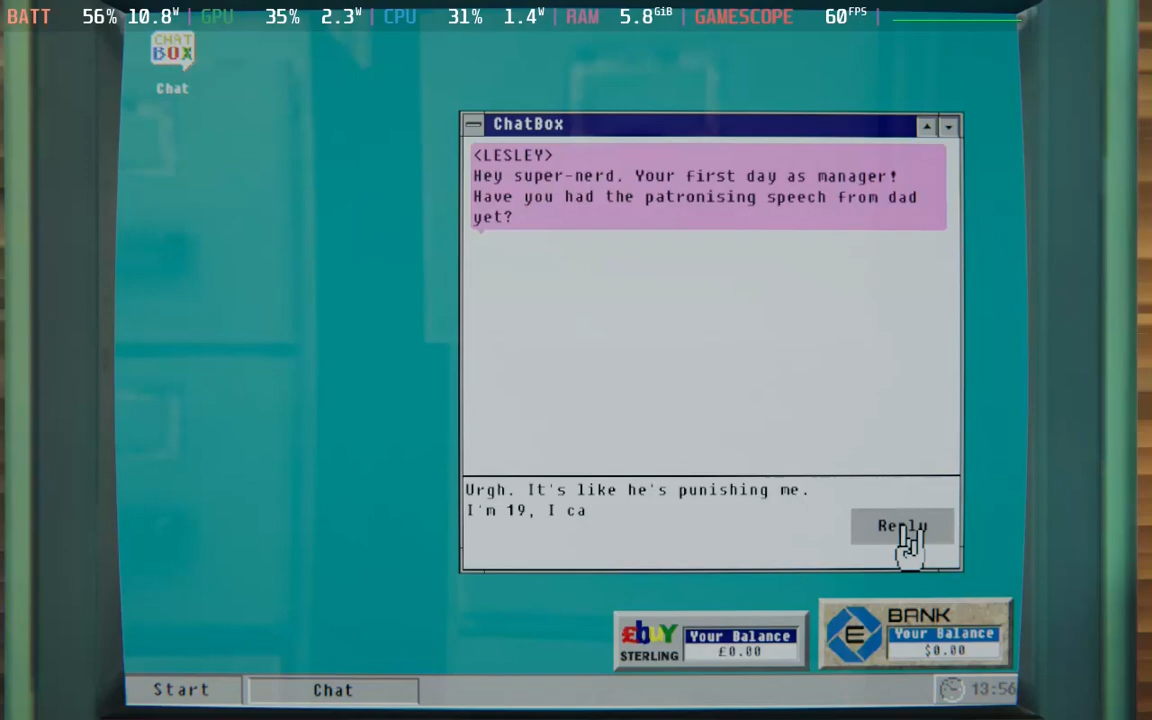 BATT 56% 10.8W GPU 35% 2.3W CPU 31% 1.4W RAM 5.8GiB GAMESCOPE 60FPS
CHAT
BOX
Chat
ChatBox
<LESLEY>
Hey super-nerd. Your first day as manager!
Have you had the patronising speech from dad
yet?
Urgh. It's like he's punishing me.
I'm 19, I ca
Reply
£buy
STERLING
Your Balance
£0.00
E
BANK
Your Balance
$0.00
Start
Chat
13:56